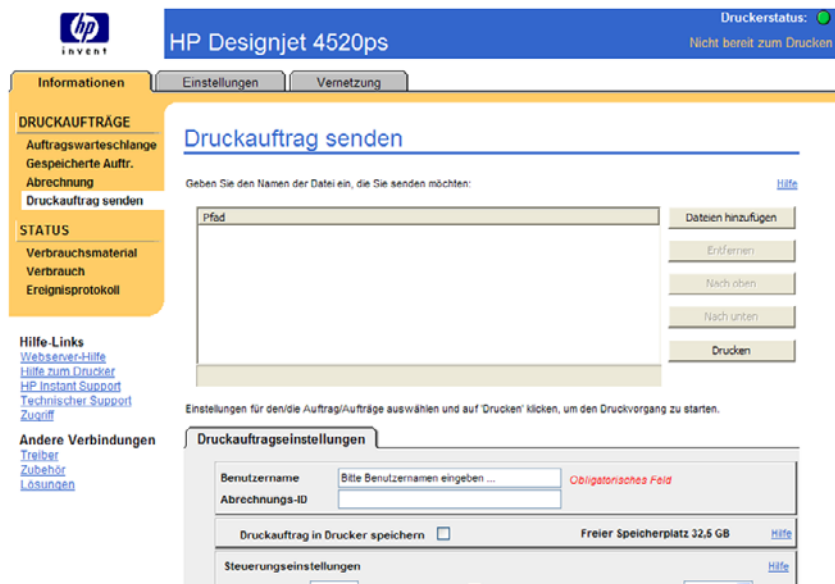 hp
invent
HP Designjet 4520ps
Druckerstatus:
Nicht bereit zum Drucken
Informationen
Einstellungen
Vernetzung
DRUCKAUFTRÄGE
Auftragswarteschlange
Gespeicherte Auftr.
Abrechnung
Druckauftrag senden
STATUS
Verbrauchsmaterial
Verbrauch
Ereignisprotokoll
Hilfe-Links
Webserver-Hilfe
Hilfe zum Drucker
HP Instant Support
Technischer Support
Zugriff
Andere Verbindungen
Treiber
Zubehör
Lösungen
Druckauftrag senden
Geben Sie den Namen der Datei ein, die Sie senden möchten:
Hilfe
Pfad
Dateien hinzufügen
Entfernen
Nach oben
Nach unten
Drucken
Einstellungen für den/die Auftrag/Aufträge auswählen und auf 'Drucken' klicken, um den Druckvorgang zu starten.
Druckauftragseinstellungen
Benutzername
Bitte Benutzernamen eingeben ...
Obligatorisches Feld
Abrechnungs-ID
Druckauftrag in Drucker speichern
Freier Speicherplatz 32,5 GB
Hilfe
Steuerungseinstellungen
Hilfe